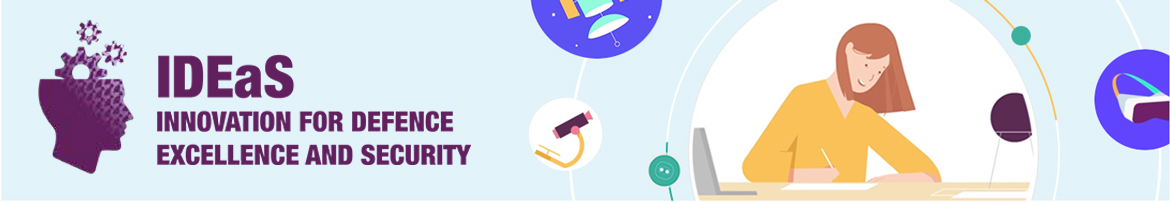 IDEaS
INNOVATION FOR DEFENCE
EXCELLENCE AND SECURITY